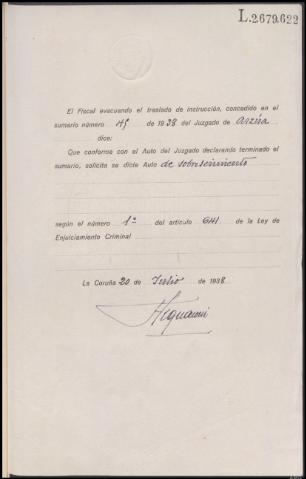 L.2679.622
El Fiscal evacuando el traslado de instrucción, concedido en el
sumario número 45 de 1938 del Juzgado de Arzúa
dice:
Que conforme con el Auto del Juzgado declarando terminado el
sumario, solicita se dicte Auto de sobreseimiento
según el número 1º del artículo 641 de la Ley de
Enjuiciamiento Criminal
La Coruña 20 de Julio de 1938